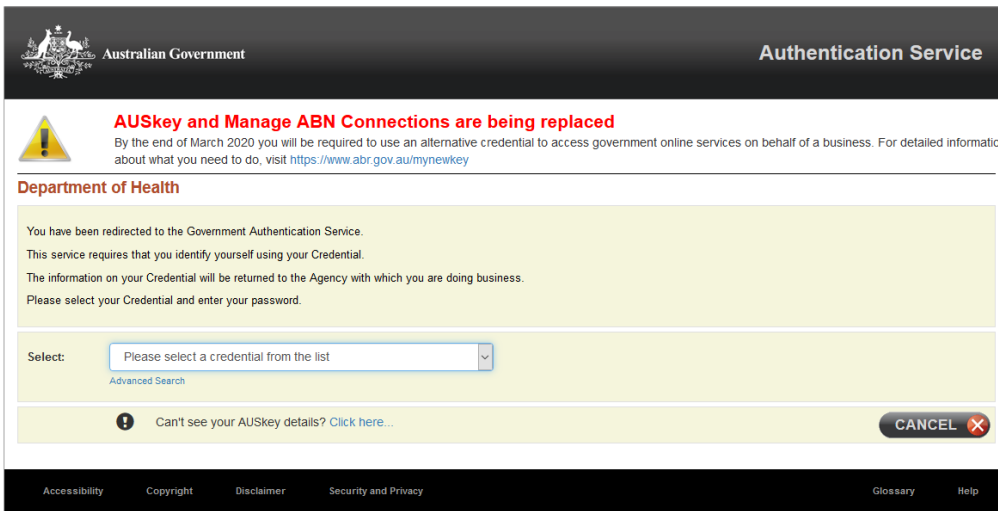 Australian Government
Authentication Service
AUSkey and Manage ABN Connections are being replaced
By the end of March 2020 you will be required to use an alternative credential to access government online services on behalf of a business. For detailed informatio
about what you need to do, visit https://www.abr.gov.au/mynewkey
Department of Health
You have been redirected to the Government Authentication Service.
This service requires that you identify yourself using your Credential.
The information on your Credential will be returned to the Agency with which you are doing business.
Please select your Credential and enter your password.
Select: Please select a credential from the list
Advanced Search
Can't see your AUSkey details? Click here...
CANCEL
Accessibility Copyright Disclaimer Security and Privacy Glossary Help